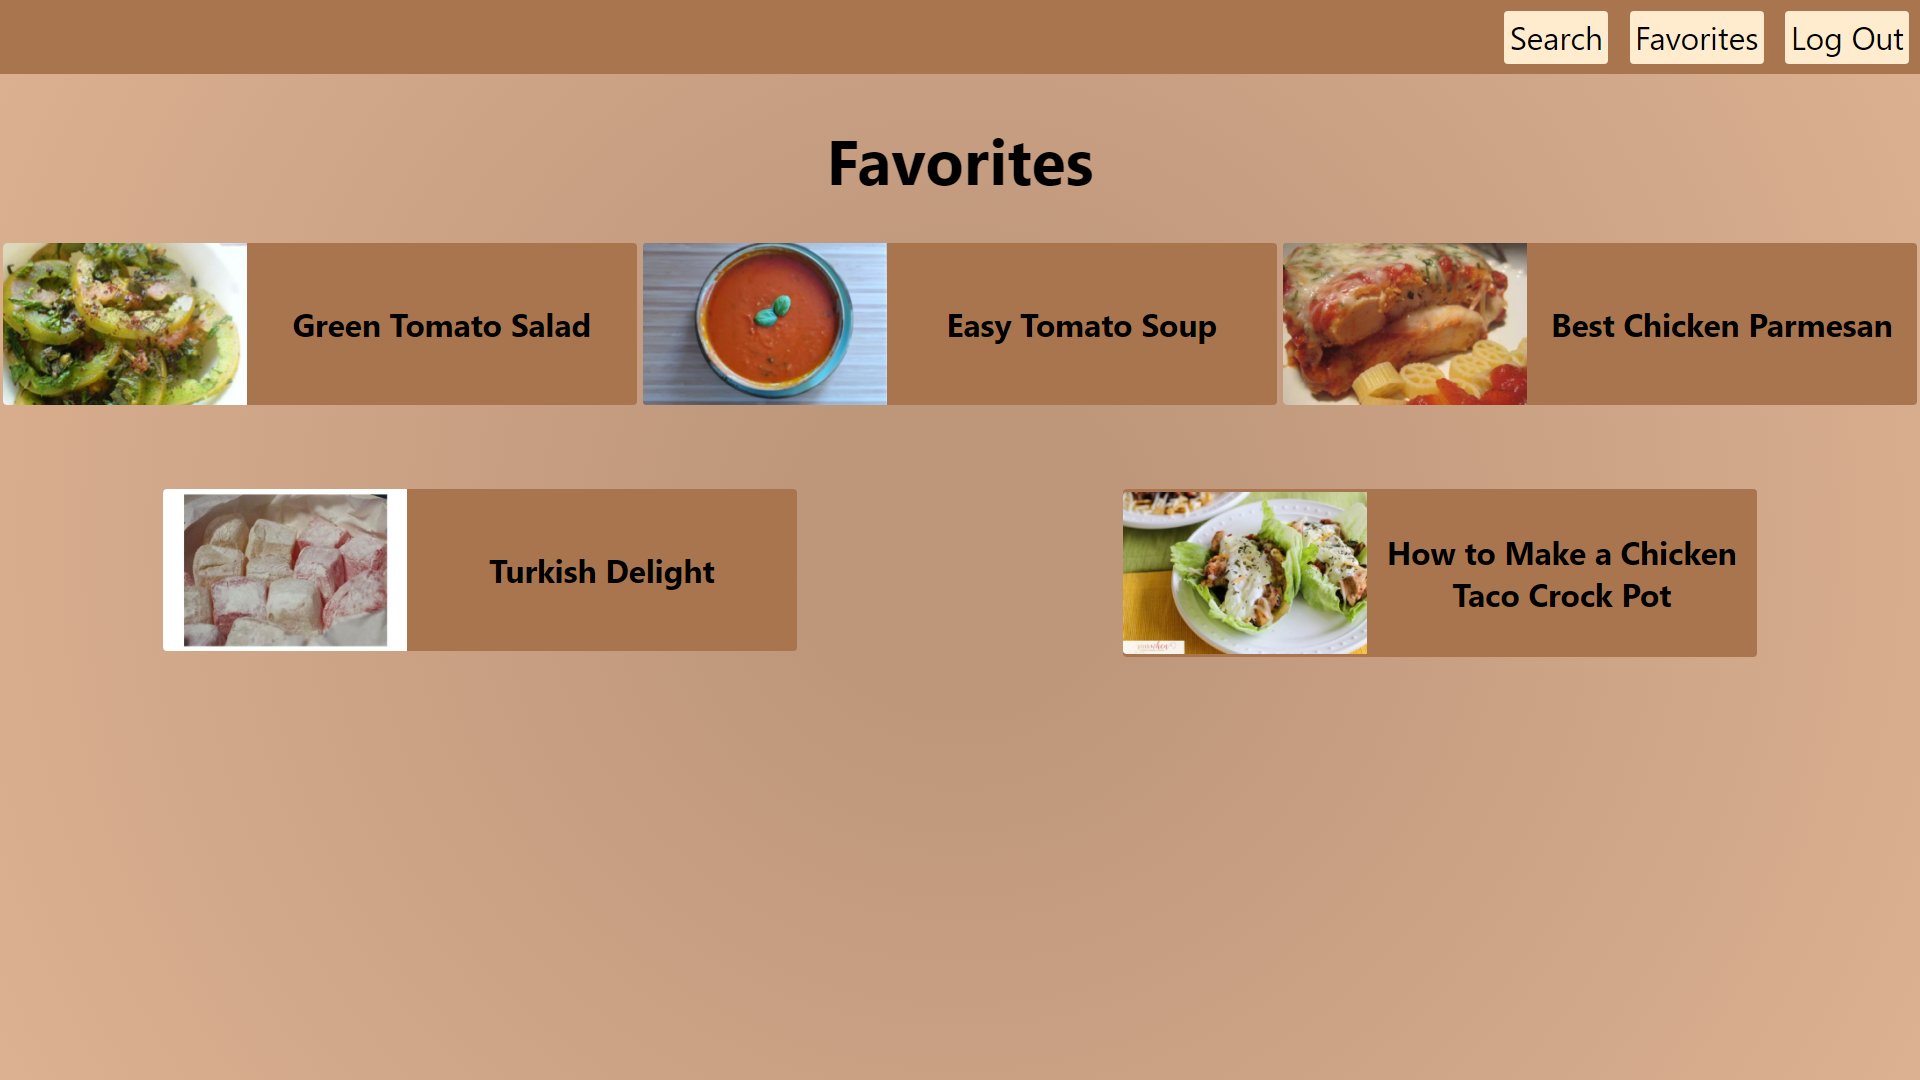 Search
Favorites
Log Out
Favorites
Green Tomato Salad
Easy Tomato Soup
Best Chicken Parmesan
Turkish Delight
How to Make a Chicken
Taco Crock Pot